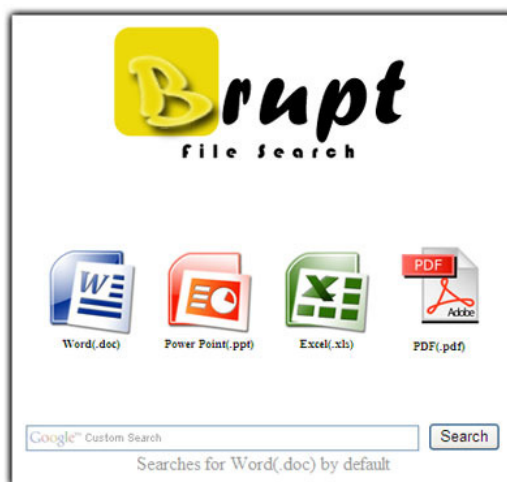 Brupt
File Search
W
PDF
Adobe
Word(.doc)
Power Point(.ppt)
Excel(.xls)
PDF(.pdf)
Google™ Custom Search
Search
Searches for Word(.doc) by default